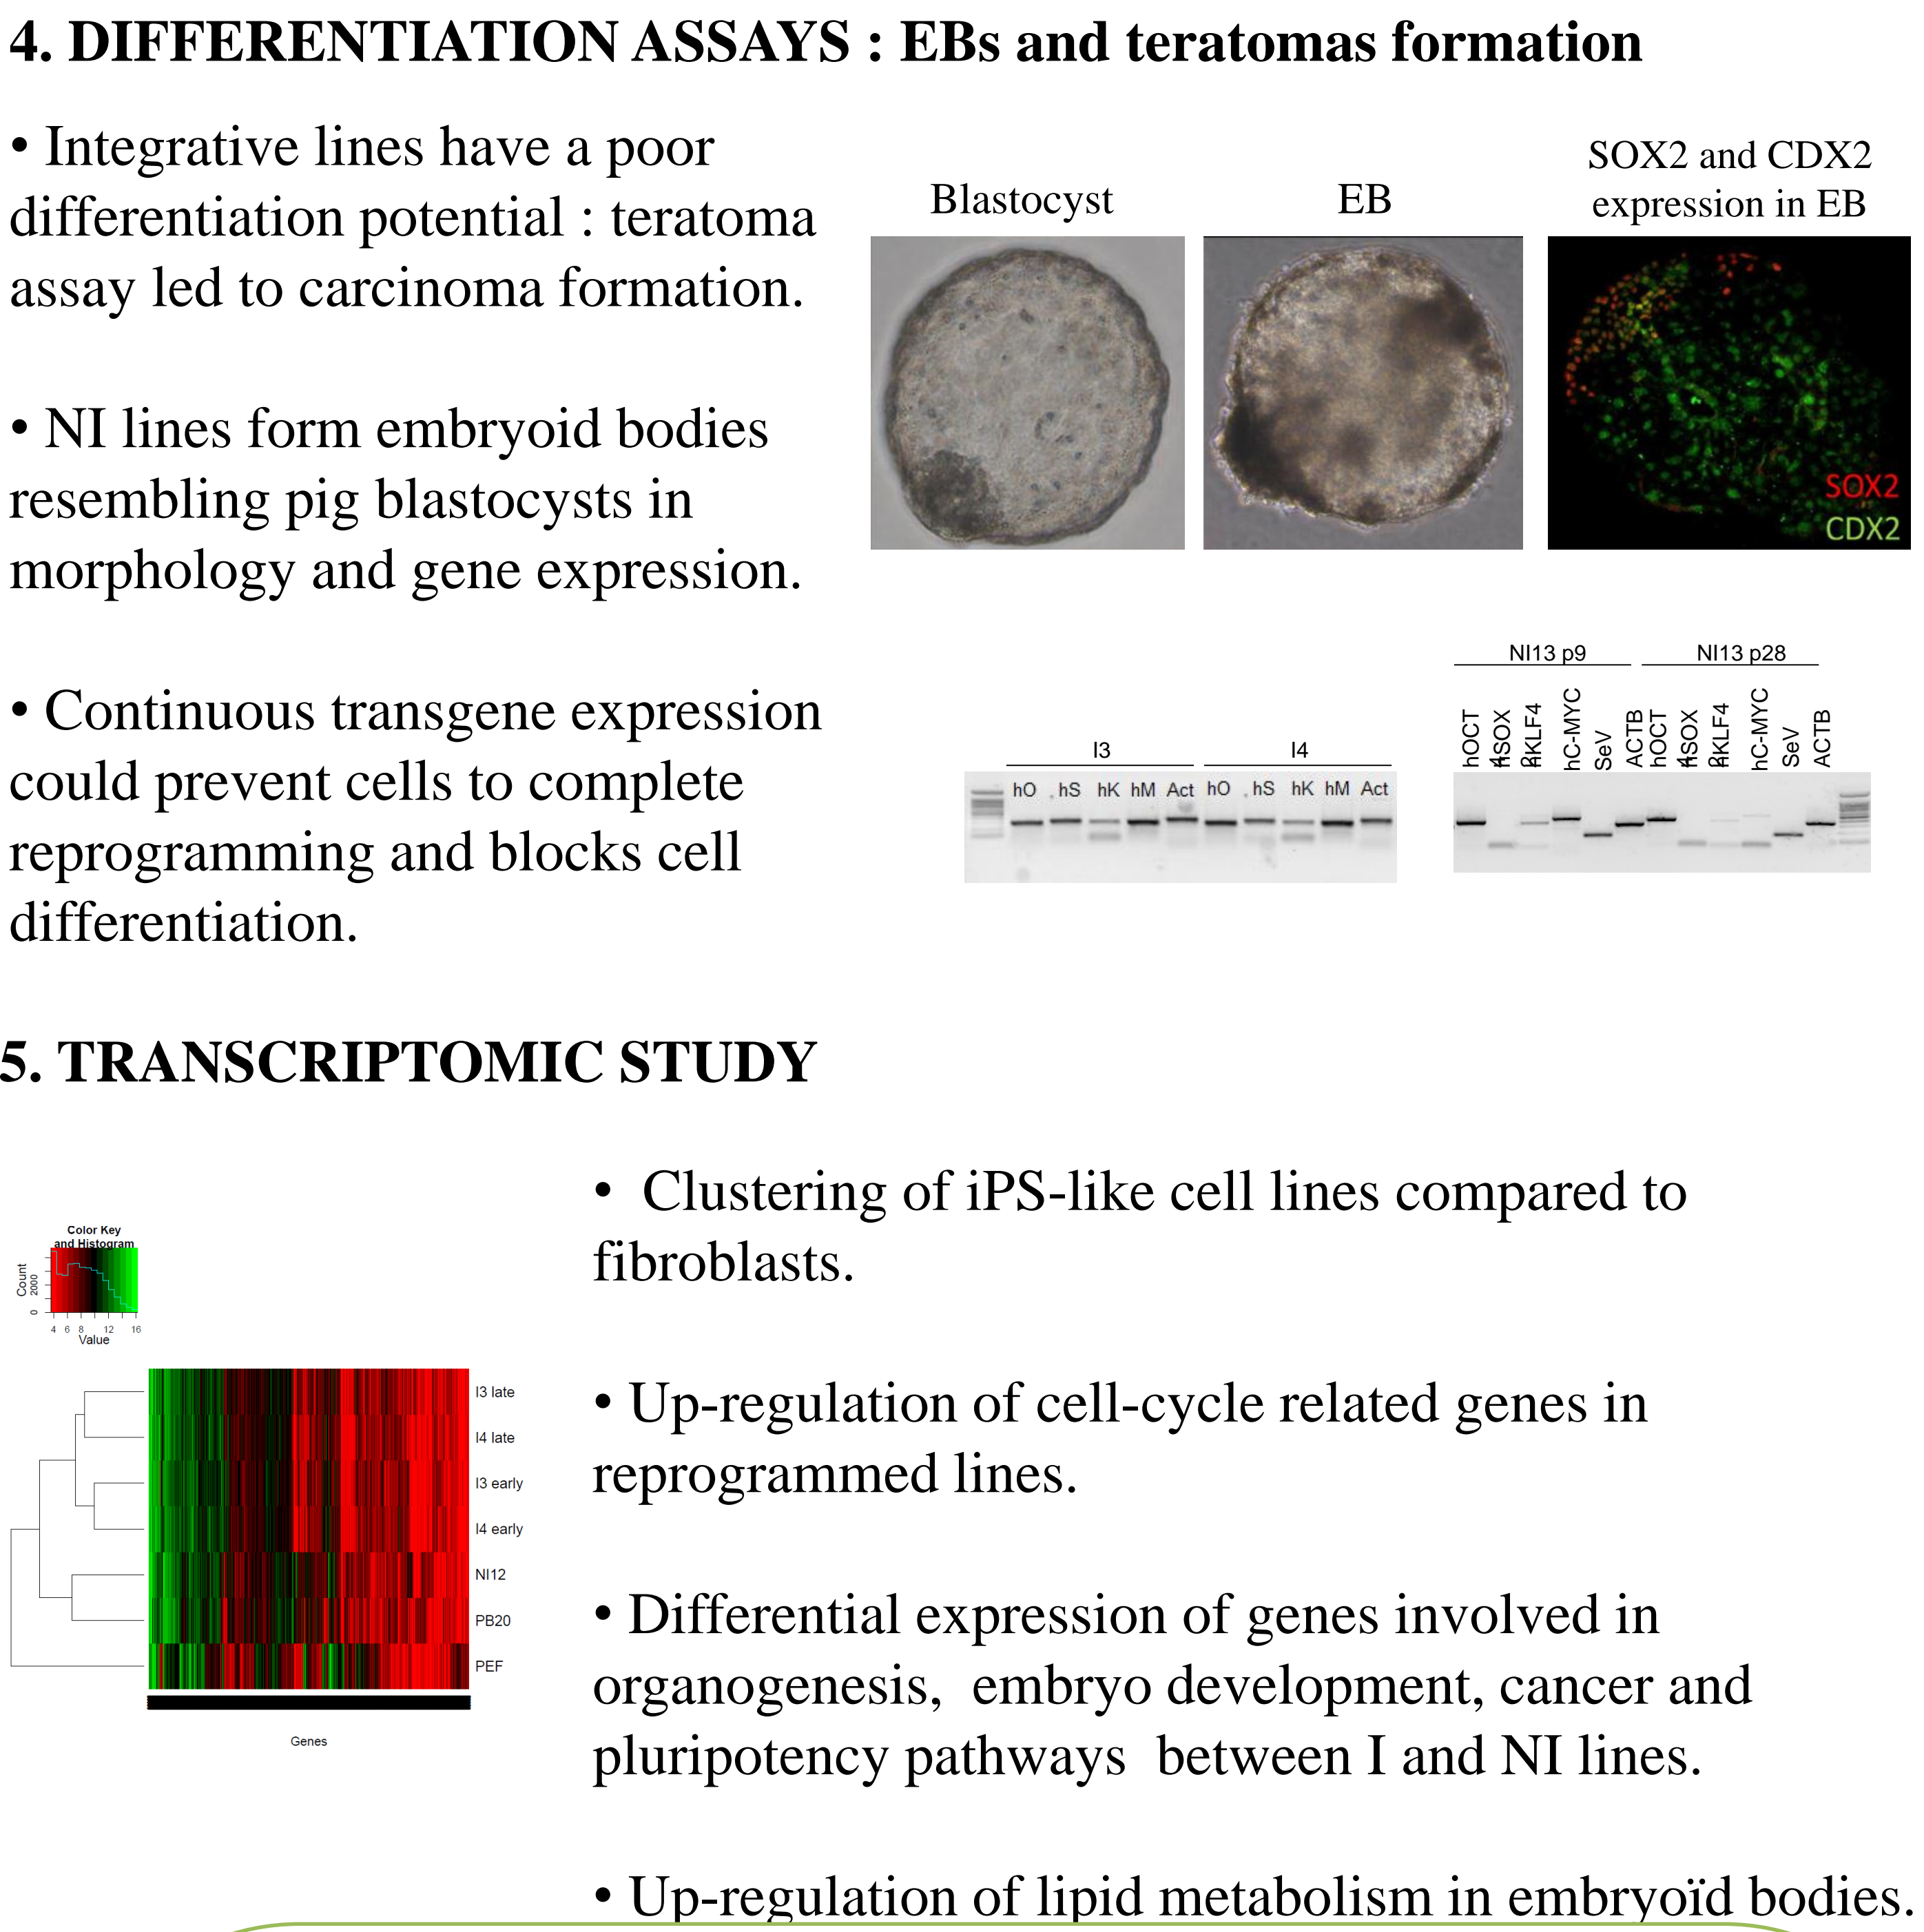 4. DIFFERENTIATION ASSAYS : EBs and teratomas formation
• Integrative lines have a poor
differentiation potential : teratoma
assay led to carcinoma formation.
• NI lines form embryoid bodies
resembling pig blastocysts in
morphology and gene expression.
• Continuous transgene expression
could prevent cells to complete
reprogramming and blocks cell
differentiation.
Blastocyst
EB
SOX2 and CDX2
expression in EB
SOX2
CDX2
I3 I4
hO hS hK hM Act hO hS hK hM Act
NI13 p9 NI13 p28
hOCT4 hSOX2 hKLF4 hC-MYC SeV ACTB hOCT4 hSOX2 hKLF4 hC-MYC SeV ACTB
5. TRANSCRIPTOMIC STUDY
Color Key
and Histogram
Count
0 2000
4 6 8 12 16
Value
I3 late
I4 late
I3 early
I4 early
NI12
PB20
PEF
Genes
• Clustering of iPS-like cell lines compared to
fibroblasts.
• Up-regulation of cell-cycle related genes in
reprogrammed lines.
• Differential expression of genes involved in
organogenesis, embryo development, cancer and
pluripotency pathways between I and NI lines.
• Up-regulation of lipid metabolism in embryoïd bodies.